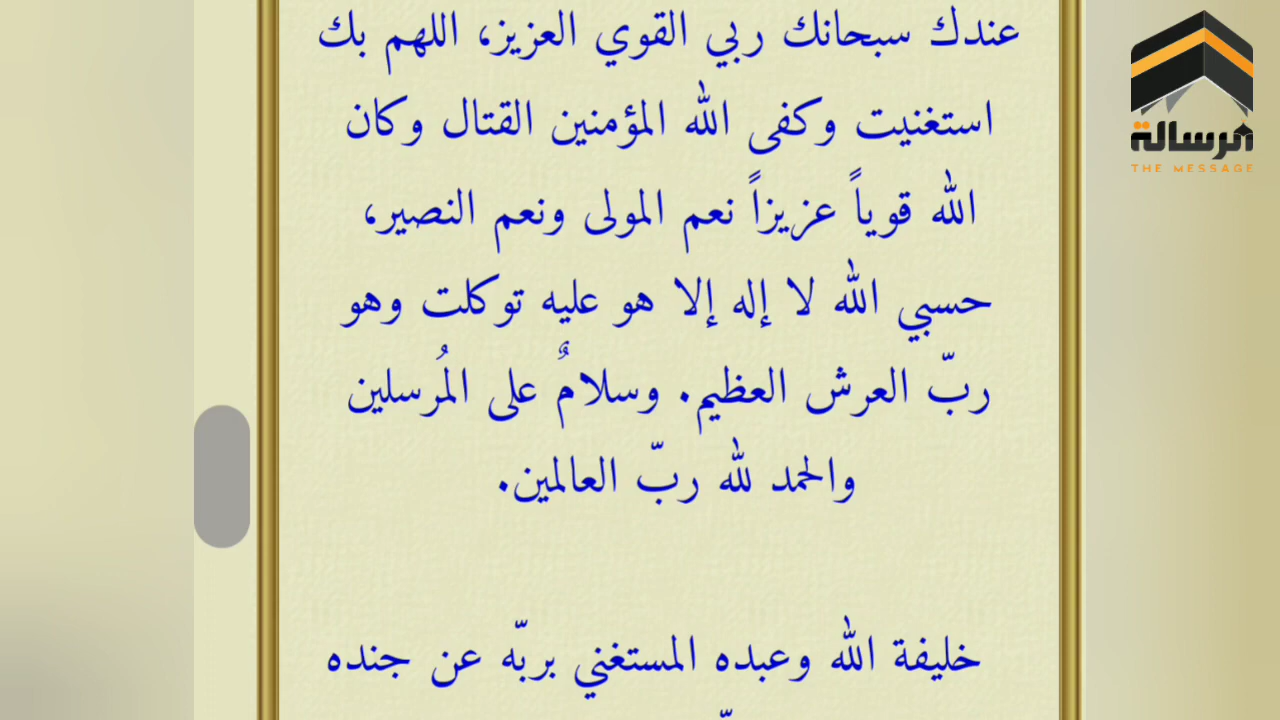 عندك سبحانك ربي القوي العزيز، اللهم بك
استغنيت وكفى الله المؤمنين القتال وكان
الله قوياً عزيزاً نعم المولى ونعم النصير،
حسبي الله لا إله إلا هو عليه توكلت وهو
ربّ العرش العظيم. وسلامٌ على المُرسلين
والحمد لله ربّ العالمين.
خليفة الله وعبده المستغني بربّه عن جنده
الرسالة
THE MESSAGE